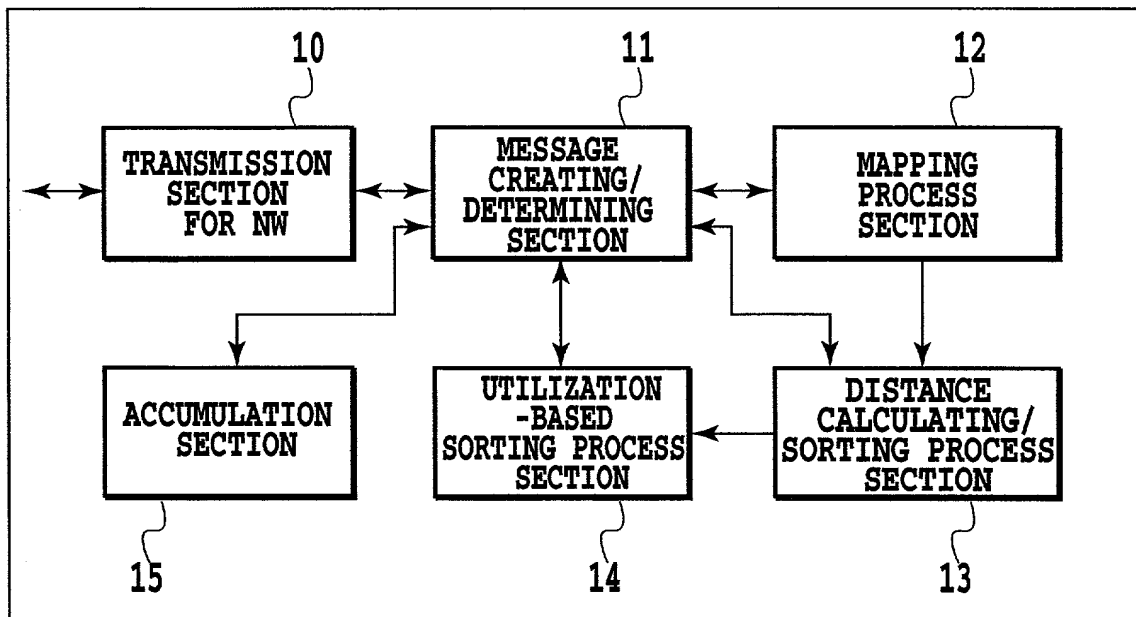 10
11
12
TRANSMISSION
SECTION
FOR NW
MESSAGE
CREATING/
DETERMINING
SECTION
MAPPING
PROCESS
SECTION
ACCUMULATION
SECTION
UTILIZATION
-BASED
SORTING PROCESS
SECTION
DISTANCE
CALCULATING/
SORTING PROCESS
SECTION
15
14
13